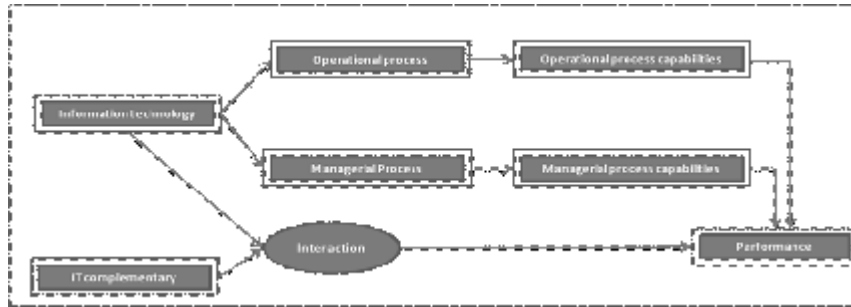 Operational process
Operational process capabilities
Information technology
Managerial Process
Managerial process capabilities
Interaction
Performance
IT complementary